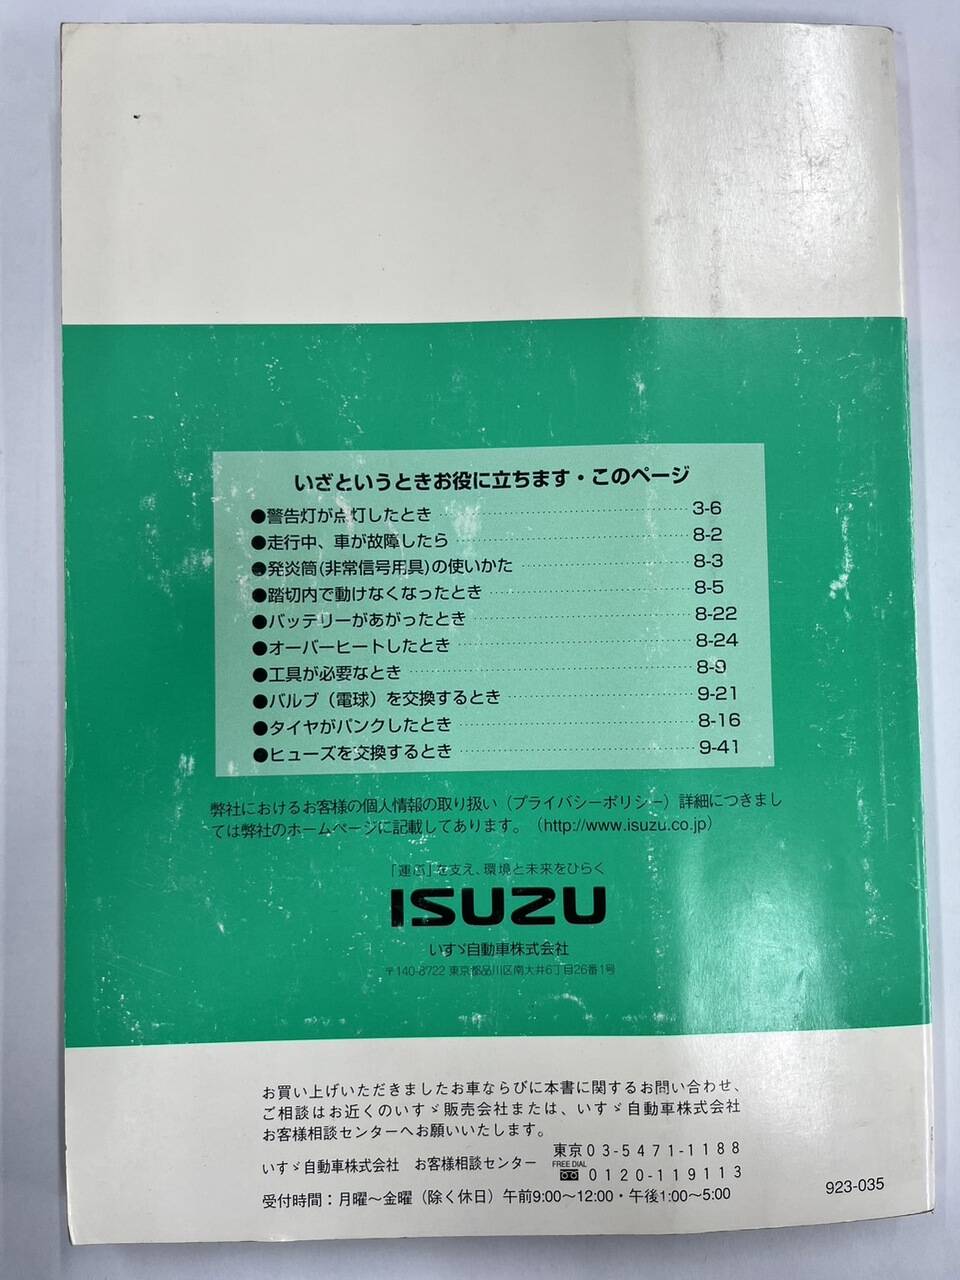 いざというときお役に立ちます・このページ
●警告灯が点灯したとき 3-6
●走行中、車が故障したら 8-2
●発炎筒(非常信号用具)の使いかた 8-3
●踏切内で動けなくなったとき 8-5
●バッテリーがあがったとき 8-22
●オーバーヒートしたとき 8-24
●工具が必要なとき 8-9
●バルブ（電球）を交換するとき 9-21
●タイヤがパンクしたとき 8-16
●ヒューズを交換するとき 9-41
弊社におけるお客様の個人情報の取り扱い（プライバシーポリシー）詳細につきまし
ては弊社のホームページに記載してあります。（http://www.isuzu.co.jp）
「運ぶ」を支え、環境と未来をひらく
ISUZU
いすゞ自動車株式会社
〒140-8722 東京都品川区南大井6丁目26番1号
お買い上げいただきましたお車ならびに本書に関するお問い合わせ、
ご相談はお近くのいすゞ販売会社または、いすゞ自動車株式会社
お客様相談センターへお願いいたします。
いすゞ自動車株式会社 お客様相談センター 東京 03-5471-1188
FREE DIAL 0120-119113
受付時間：月曜～金曜（除く休日）午前9:00～12:00・午後1:00～5:00
923-035